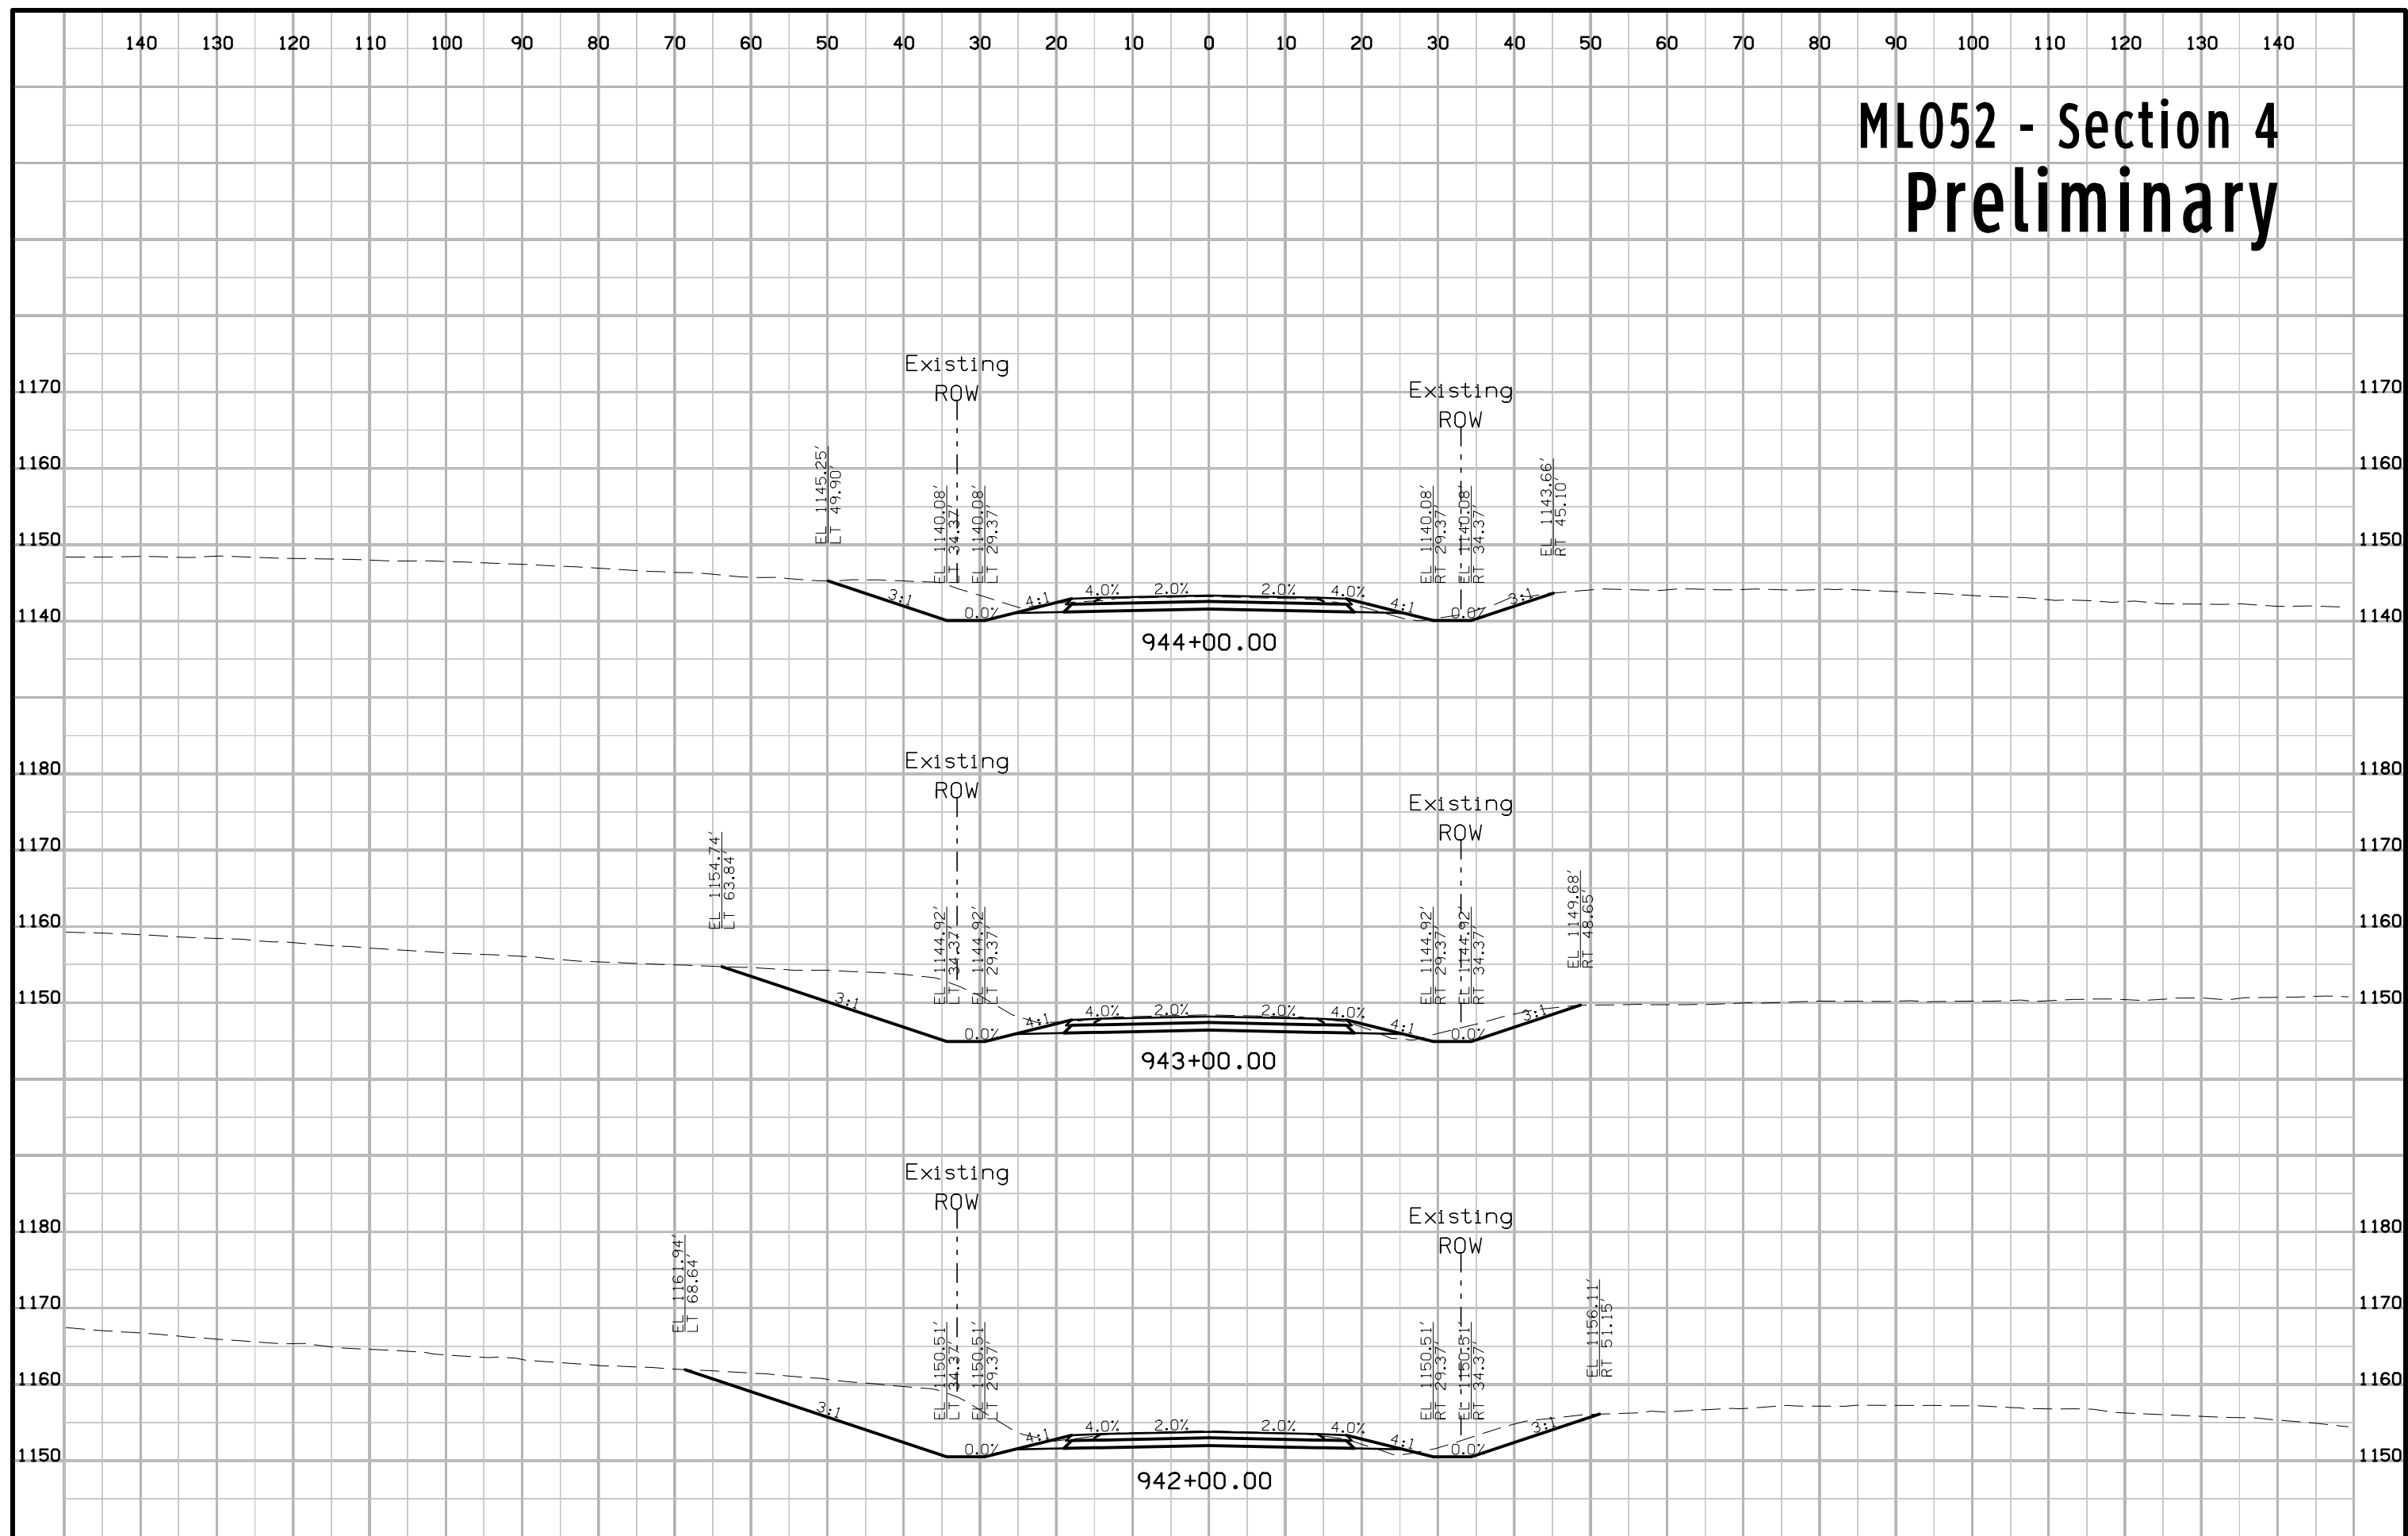 140 130 120 110 100 90 80 70 60 50 40 30 20 10 0 10 20 30 40 50 60 70 80 90 100 110 120 130 140
ML052 - Section 4
Preliminary
Existing
ROW
Existing
ROW
1170 1170
1160 1160
1150 1150
1140 1140
EL 1145.25'
LT 49.90'
EL 1140.08'
LT 34.37'
EL 1140.08'
LT 29.37'
EL 1140.08'
RT 29.37'
EL 1140.08'
RT 34.37'
EL 1143.66'
RT 45.10'
3:1 0.0% 4:1 4.0% 2.0% 2.0% 4.0% 4:1 0.0% 3:1
944+00.00
Existing
ROW
Existing
ROW
1180 1180
1170 1170
1160 1160
1150 1150
EL 1154.74'
LT 63.84'
EL 1144.92'
LT 34.37'
EL 1144.92'
LT 29.37'
EL 1144.92'
RT 29.37'
EL 1144.92'
RT 34.37'
EL 1149.68'
RT 48.65'
3:1 0.0% 4:1 4.0% 2.0% 2.0% 4.0% 4:1 0.0% 3:1
943+00.00
Existing
ROW
Existing
ROW
1180 1180
1170 1170
1160 1160
1150 1150
EL 1161.94'
LT 68.64'
EL 1150.51'
LT 34.37'
EL 1150.51'
LT 29.37'
EL 1150.51'
RT 29.37'
EL 1150.51'
RT 34.37'
EL 1156.11'
RT 51.15'
3:1 0.0% 4:1 4.0% 2.0% 2.0% 4.0% 4:1 0.0% 3:1
942+00.00